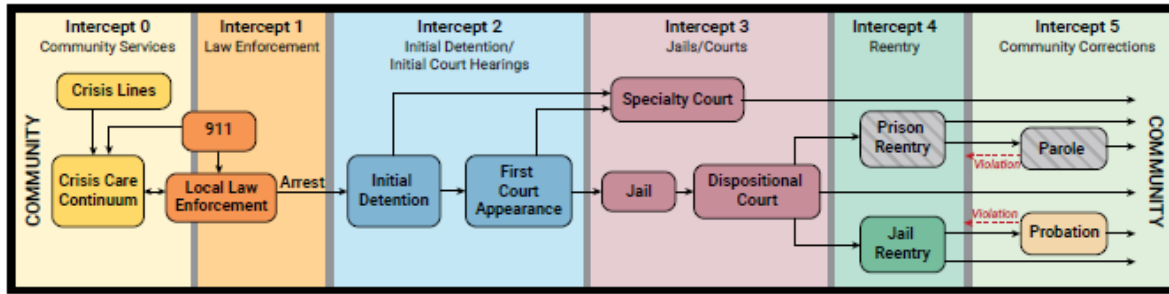 Intercept 0
Community Services
Intercept 1
Law Enforcement
Intercept 2
Initial Detention/
Initial Court Hearings
Intercept 3
Jails/Courts
Intercept 4
Reentry
Intercept 5
Community Corrections
COMMUNITY
Crisis Lines
911
Crisis Care
Continuum
Local Law
Enforcement
Arrest
Initial
Detention
First
Court
Appearance
Specialty Court
Jail
Dispositional
Court
Prison
Reentry
Violation
Parole
Jail
Reentry
Violation
Probation
COMMUNITY